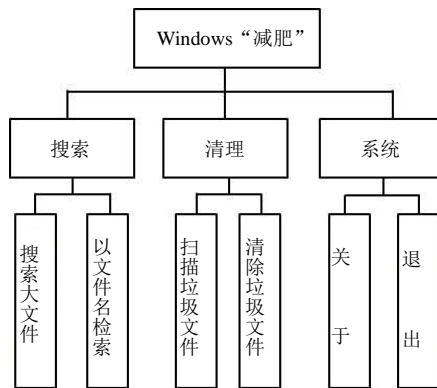 Windows“减肥”
搜索
清理
系统
搜索大文件
以文件名检索
扫描垃圾文件
清除垃圾文件
关于
退出